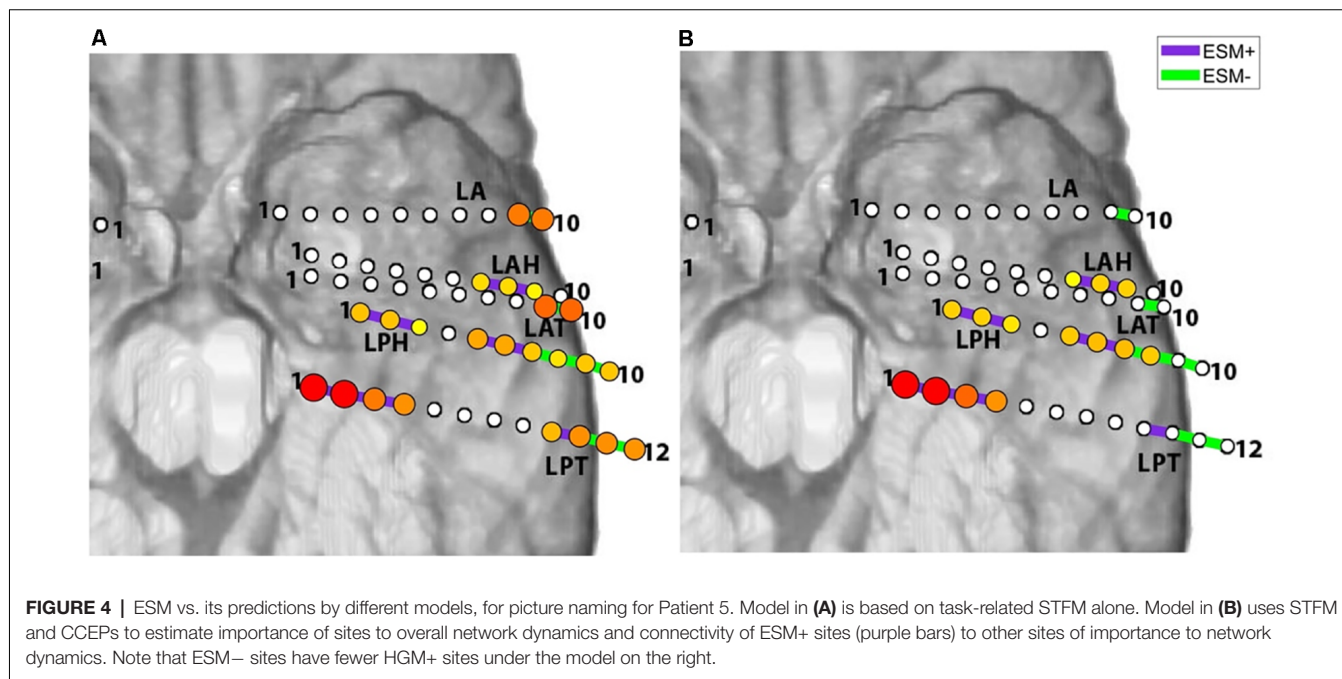 A
B
ESM+
ESM-
LA
1
10
1
1
LAH
1
10
1
LAT
10
1
LPH
10
1
LPT
12
LA
1
10
1
1
LAH
1
10
1
LAT
10
1
LPH
10
1
LPT
12
FIGURE 4 | ESM vs. its predictions by different models, for picture naming for Patient 5. Model in (A) is based on task-related STFM alone. Model in (B) uses STFM
and CCEPs to estimate importance of sites to overall network dynamics and connectivity of ESM+ sites (purple bars) to other sites of importance to network
dynamics. Note that ESM− sites have fewer HGM+ sites under the model on the right.